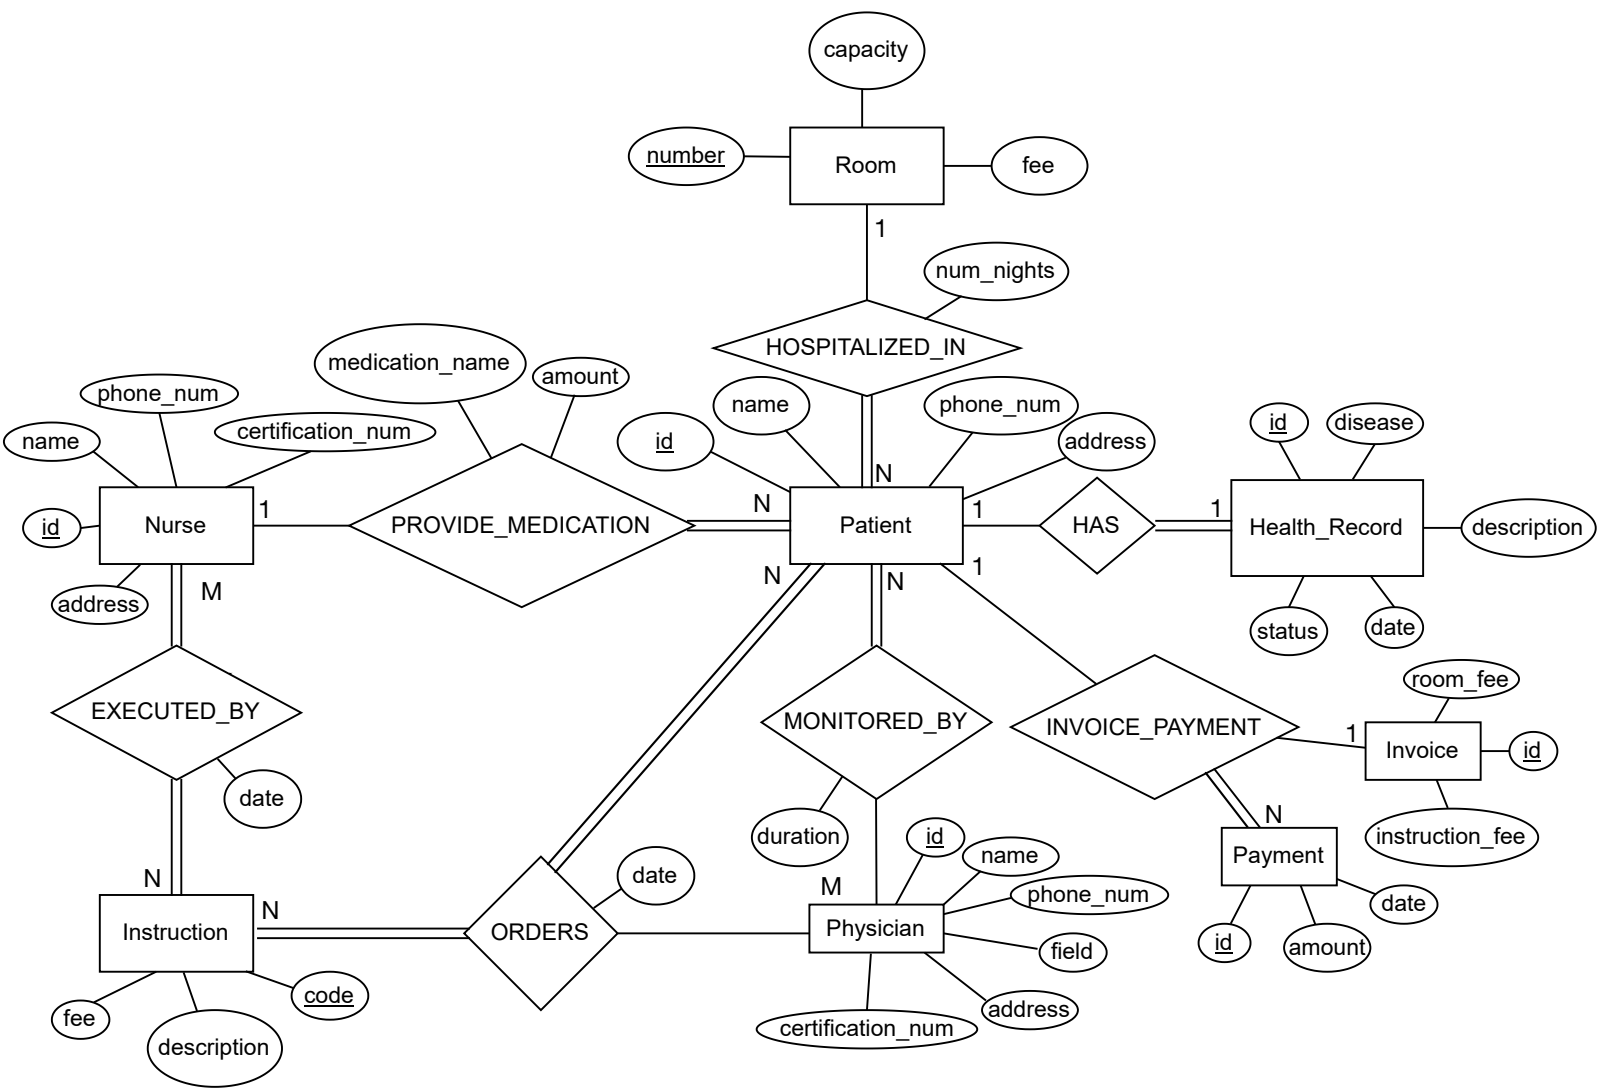 capacity
number
Room
fee
1
num_nights
HOSPITALIZED_IN
medication_name
amount
phone_num
name
certification_num
id
name
phone_num
address
id
disease
N
id
Nurse
1
PROVIDE_MEDICATION
N
Patient
1
HAS
1
Health_Record
description
address
M
N
N
1
status
date
EXECUTED_BY
MONITORED_BY
INVOICE_PAYMENT
1
room_fee
Invoice
id
date
duration
id
N
instruction_fee
name
Payment
N
date
M
phone_num
date
N
Instruction
ORDERS
Physician
field
id
amount
fee
description
code
certification_num
address